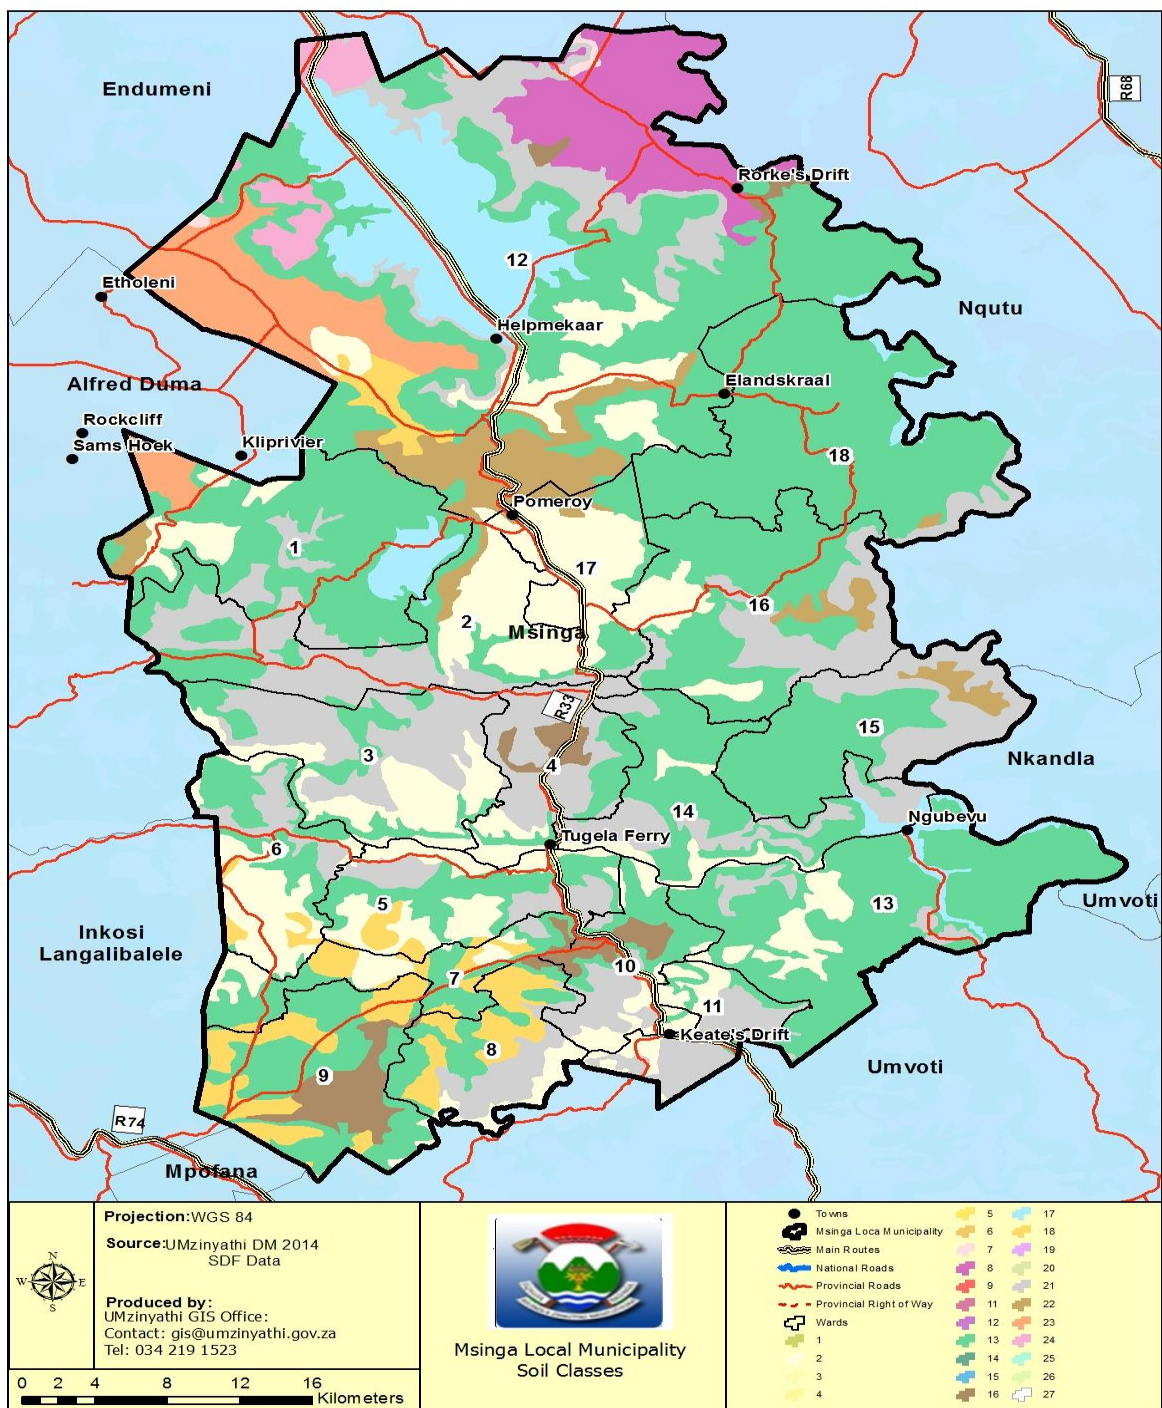 R68
Endumeni
Rorke's Drift
12
Etholeni
Nqutu
Helpmekaar
Alfred Duma
Elandskraal
Rockcliff
Kliprivier
Sams Hoek
18
Pomeroy
1
17
16
2
Msinga
R33
15
3
4
Nkandla
14
Ngubevu
Tugela Ferry
6
5
13
Umvoti
Inkosi
Langalibalele
10
7
11
Keate's Drift
8
Umvoti
9
R74
Mpofana
Projection:WGS 84
Source:UMzinyathi DM 2014
SDF Data
N
W E
S
Produced by:
UMzinyathi GIS Office:
Contact: gis@umzinyathi.gov.za
Tel: 034 219 1523
0 2 4 8 12 16
Kilometers
Msinga Local Municipality
Soil Classes
Towns
Msinga Loca Municipality
Main Routes
National Roads
Provincial Roads
Provincial Right of Way
Wards
1
2
3
4
5
6
7
8
9
11
12
13
14
15
16
17
18
19
20
21
22
23
24
25
26
27